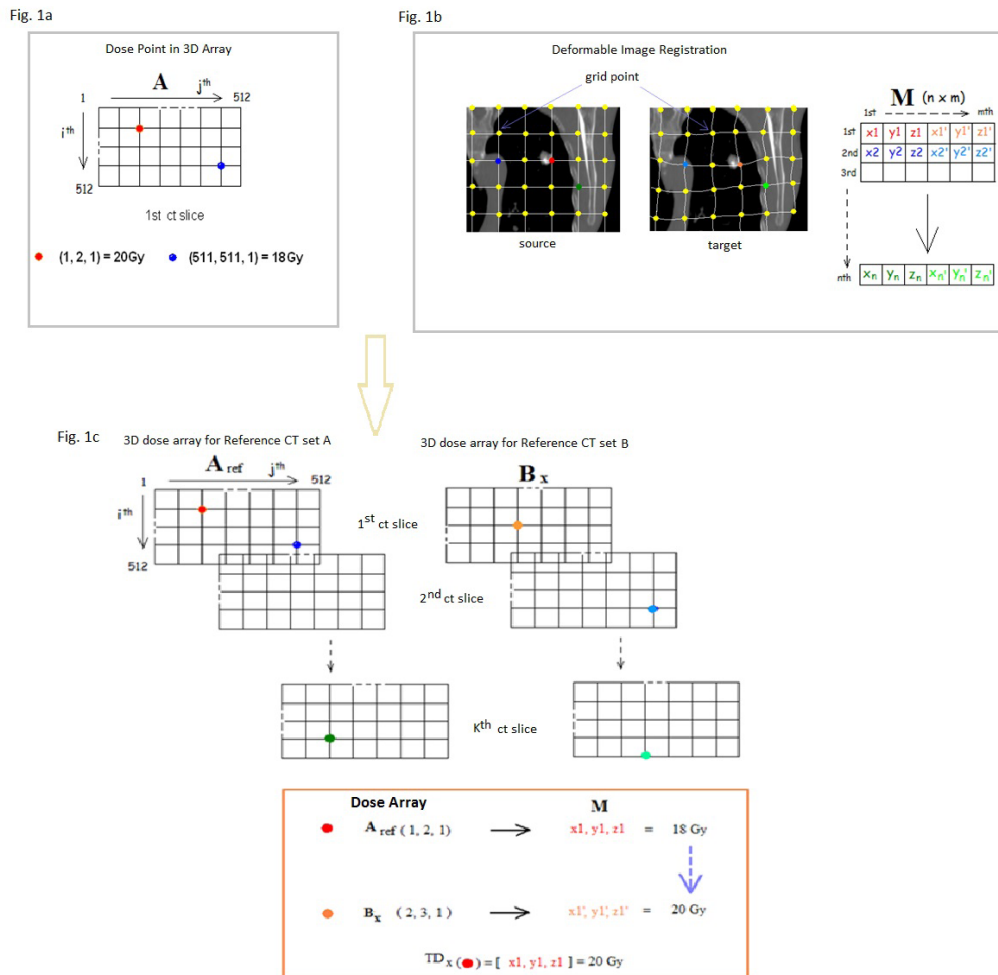 Fig. 1a
Dose Point in 3D Array
A
1 jth 512
ith
512
1st ct slice
(1, 2, 1) = 20Gy (511, 511, 1) = 18Gy
Fig. 1b
Deformable Image Registration
grid point
source target
M (n x m)
1st mth
1st x1 y1 z1 x1' y1' z1'
2nd x2 y2 z2 x2' y2' z2'
3rd
nth xn yn zn xn' yn' zn'
Fig. 1c
3D dose array for Reference CT set A
3D dose array for Reference CT set B
A ref
1 jth 512
ith
512
B x
1st ct slice
2nd ct slice
Kth ct slice
Dose Array M
A ref (1, 2, 1) x1, y1, z1 = 18 Gy
Bx (2, 3, 1) x1', y1', z1' = 20 Gy
TDx ( ) = [ x1, y1, z1 ] = 20 Gy